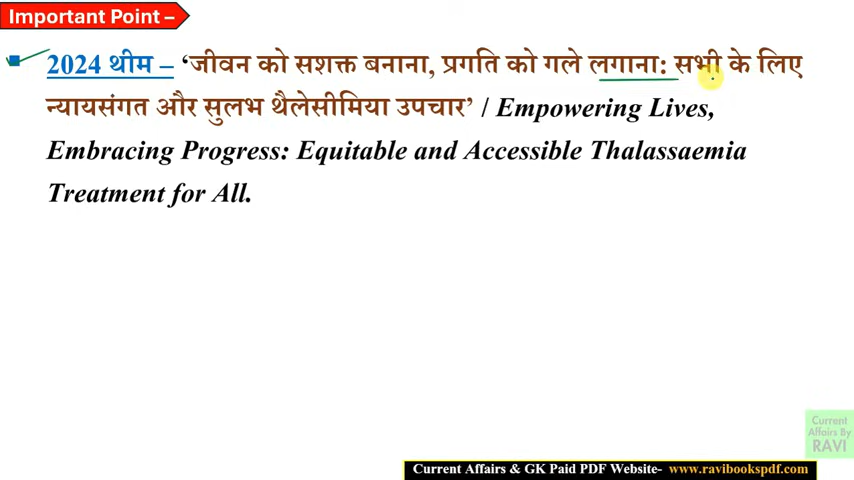 Important Point –
2024 थीम – ‘जीवन को सशक्त बनाना, प्रगति को गले लगाना: सभी के लिए
न्यायसंगत और सुलभ थैलेसीमिया उपचार’ / Empowering Lives,
Embracing Progress: Equitable and Accessible Thalassaemia
Treatment for All.
Current
Affairs By
RAVI
Current Affairs & GK Paid PDF Website- www.ravibookspdf.com